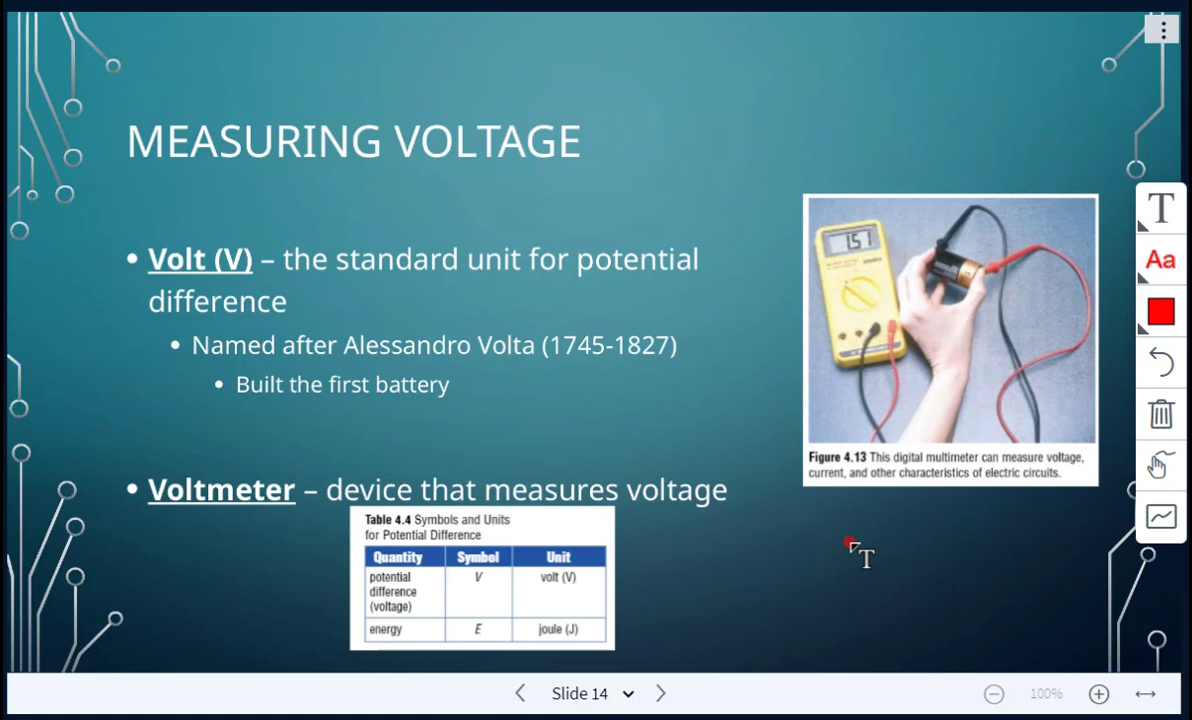 MEASURING VOLTAGE
• Volt (V) – the standard unit for potential
difference
• Named after Alessandro Volta (1745-1827)
• Built the first battery
• Voltmeter – device that measures voltage
1.51
Figure 4.13 This digital multimeter can measure voltage,
current, and other characteristics of electric circuits.
Table 4.4 Symbols and Units
for Potential Difference
Quantity Symbol Unit
potential V volt (V)
difference
(voltage)
energy E joule (J)
T
Aa
T
Slide 14
100%